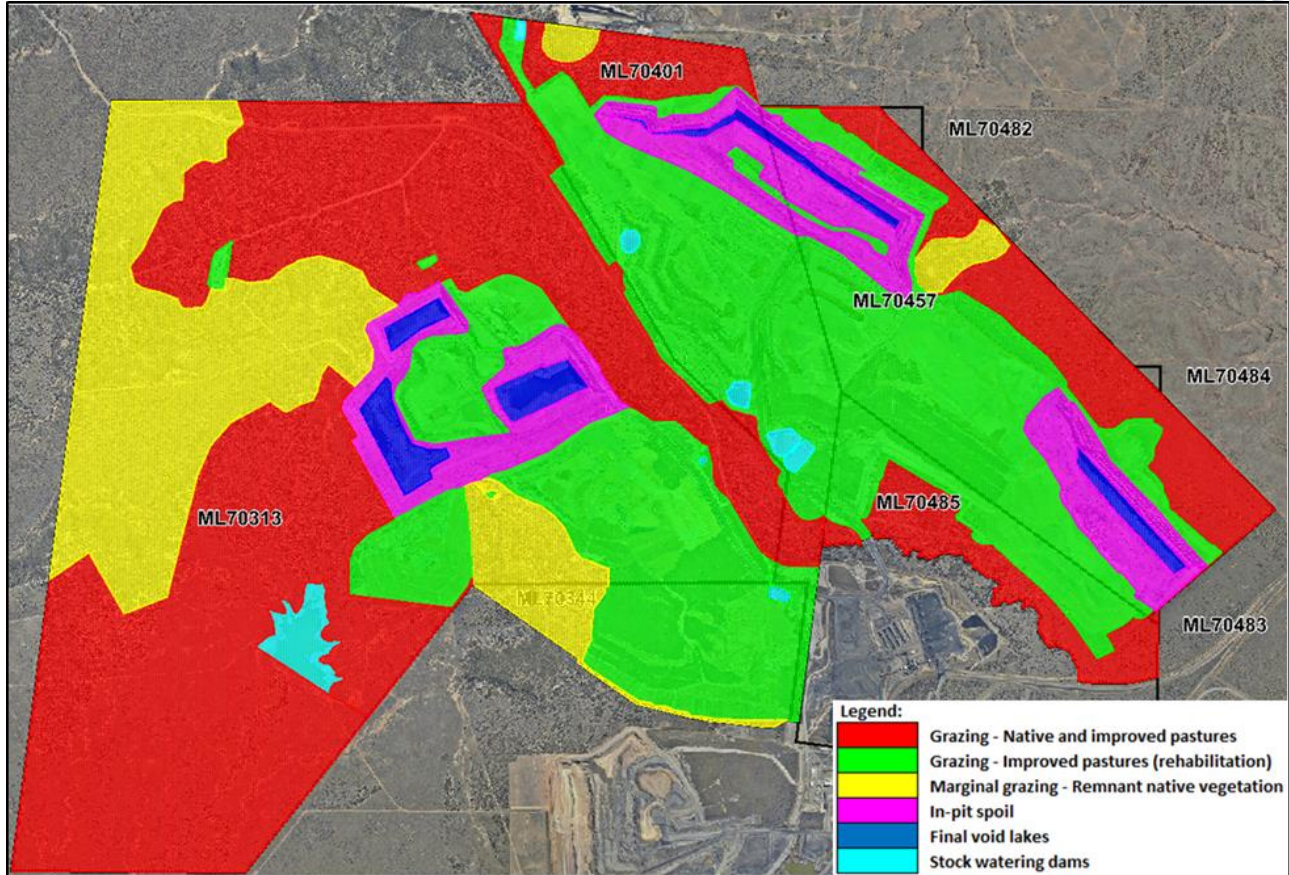 ML70401
ML70482
ML70457
ML70484
ML70313
ML70485
ML70344
ML70483
Legend:
Grazing - Native and improved pastures
Grazing - Improved pastures (rehabilitation)
Marginal grazing - Remnant native vegetation
In-pit spoil
Final void lakes
Stock watering dams